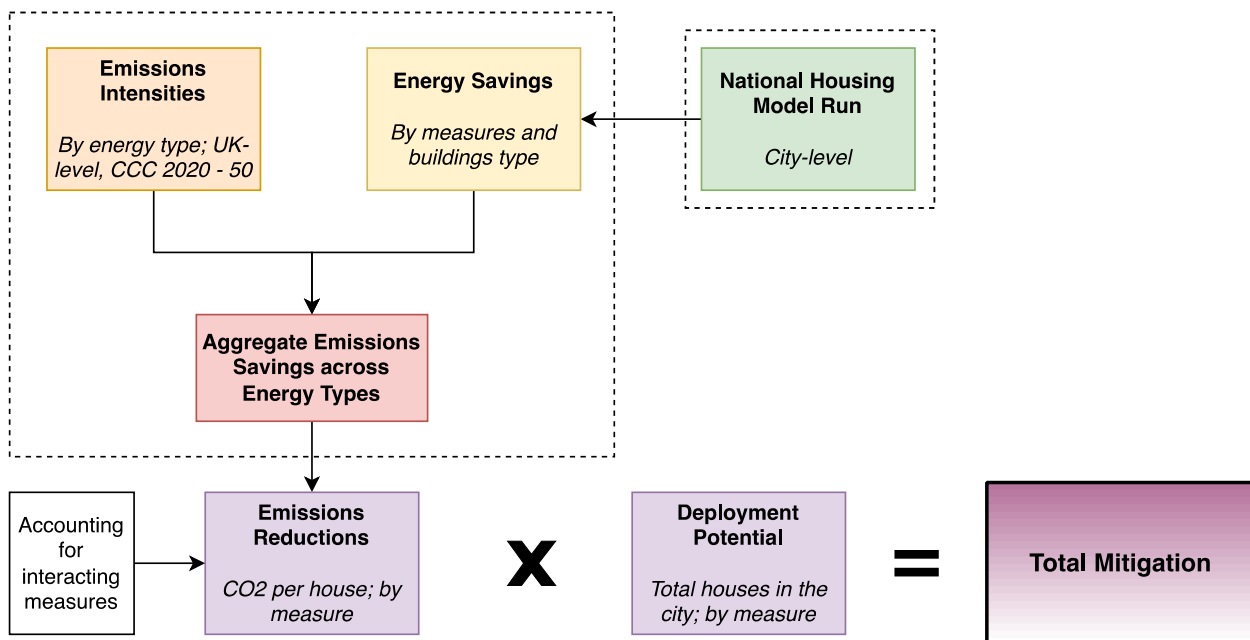 Emissions
Intensities
By energy type; UK-
level, CCC 2020 - 50
Energy Savings
By measures and
buildings type
National Housing
Model Run
City-level
Aggregate Emissions
Savings across
Energy Types
Accounting
for
interacting
measures
Emissions
Reductions
CO2 per house; by
measure
x
Deployment
Potential
Total houses in the
city; by measure
=
Total Mitigation